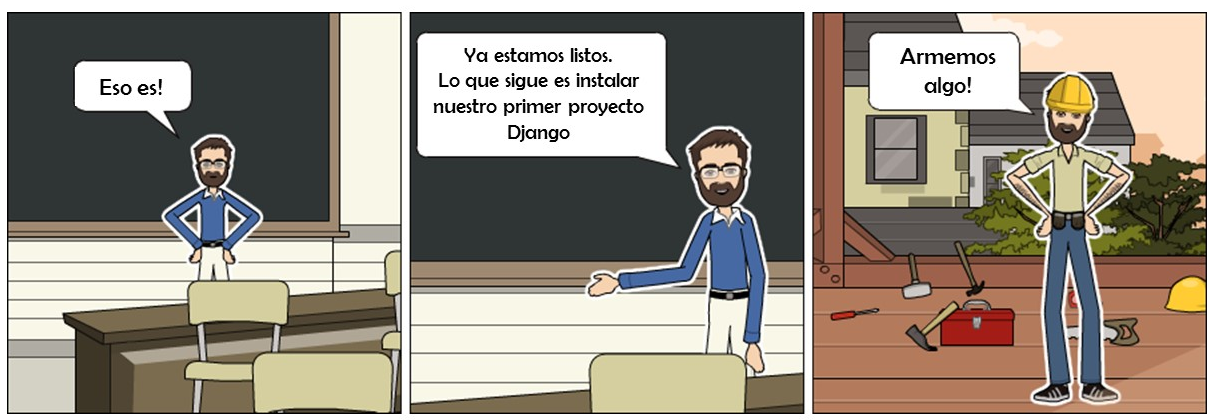 Eso es!
Ya estamos listos.
Lo que sigue es instalar
nuestro primer proyecto
Django
Armemos
algo!